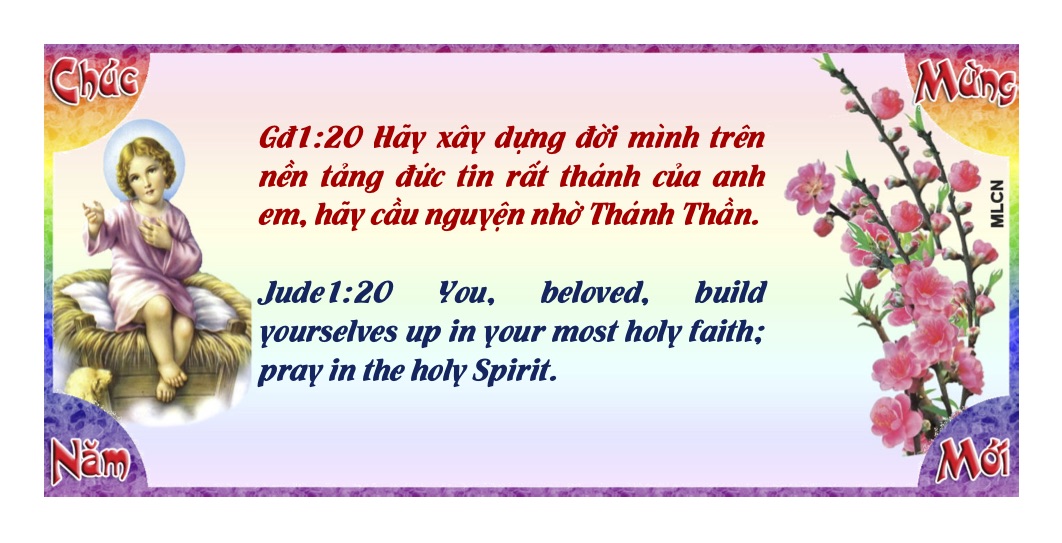 Chúc
Mừng
Gđ1:20 Hãy xây dựng đời mình trên
nền tảng đức tin rất thánh của anh
em, hãy cầu nguyện nhờ Thánh Thần.
MLCN
Jude1:20 You, beloved, build
yourselves up in your most holy faith;
pray in the holy Spirit.
Năm
Mới